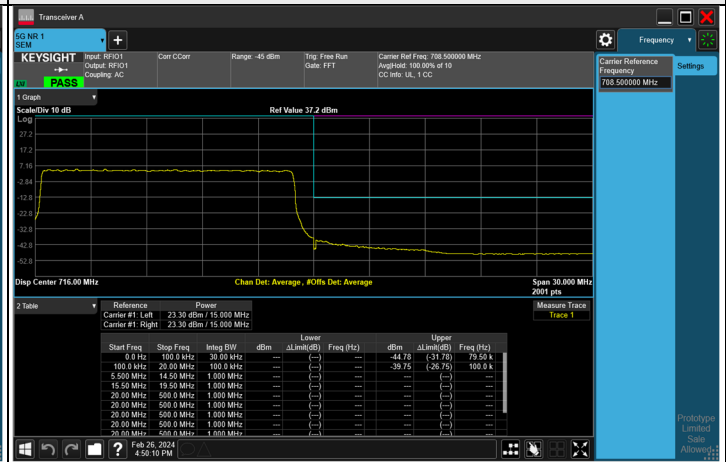 Transceiver A
5G NR 1
SEM
Frequency
KEYSIGHT
LXI
PASS
Input: RFIO1
Output: RFIO1
Coupling: AC
Corr CCorr
Range: -45 dBm
Trig: Free Run
Gate: FFT
Carrier Ref Freq: 708.500000 MHz
Avg|Hold: 100.00% of 10
CC Info: UL, 1 CC
Carrier Reference
Frequency
708.500000 MHz
Settings
1 Graph
Scale/Div 10 dB
Ref Value 37.2 dBm
Log
27.2
17.2
7.16
-2.84
-12.8
-22.8
-32.8
-42.8
-52.8
Disp Center 716.00 MHz
Chan Det: Average, #Offs Det: Average
Span 30.000 MHz
2001 pts
2 Table
Reference Power
Carrier #1: Left 23.30 dBm / 15.000 MHz
Carrier #1: Right 23.30 dBm / 15.000 MHz
Measure Trace
Trace 1
Lower Upper
Start Freq Stop Freq Integ BW dBm ΔLimit(dB) Freq (Hz) dBm ΔLimit(dB) Freq (Hz)
0.0 Hz 100.0 kHz 30.00 kHz --- (---) --- -44.78 (-31.78) 79.50 k
100.0 kHz 20.00 MHz 100.0 kHz --- (---) --- -39.75 (-26.75) 100.0 k
5.500 MHz 14.50 MHz 1.000 MHz --- (---) --- --- (---) ---
15.50 MHz 19.50 MHz 1.000 MHz --- (---) --- --- (---) ---
20.00 MHz 500.0 MHz 1.000 MHz --- (---) --- --- (---) ---
20.00 MHz 500.0 MHz 1.000 MHz --- (---) --- --- (---) ---
20.00 MHz 500.0 MHz 1.000 MHz --- (---) --- --- (---) ---
20.00 MHz 500.0 MHz 1.000 MHz --- (---) --- --- (---) ---
Feb 26, 2024
4:50:10 PM
Prototype
Limited
Sale
Allowed